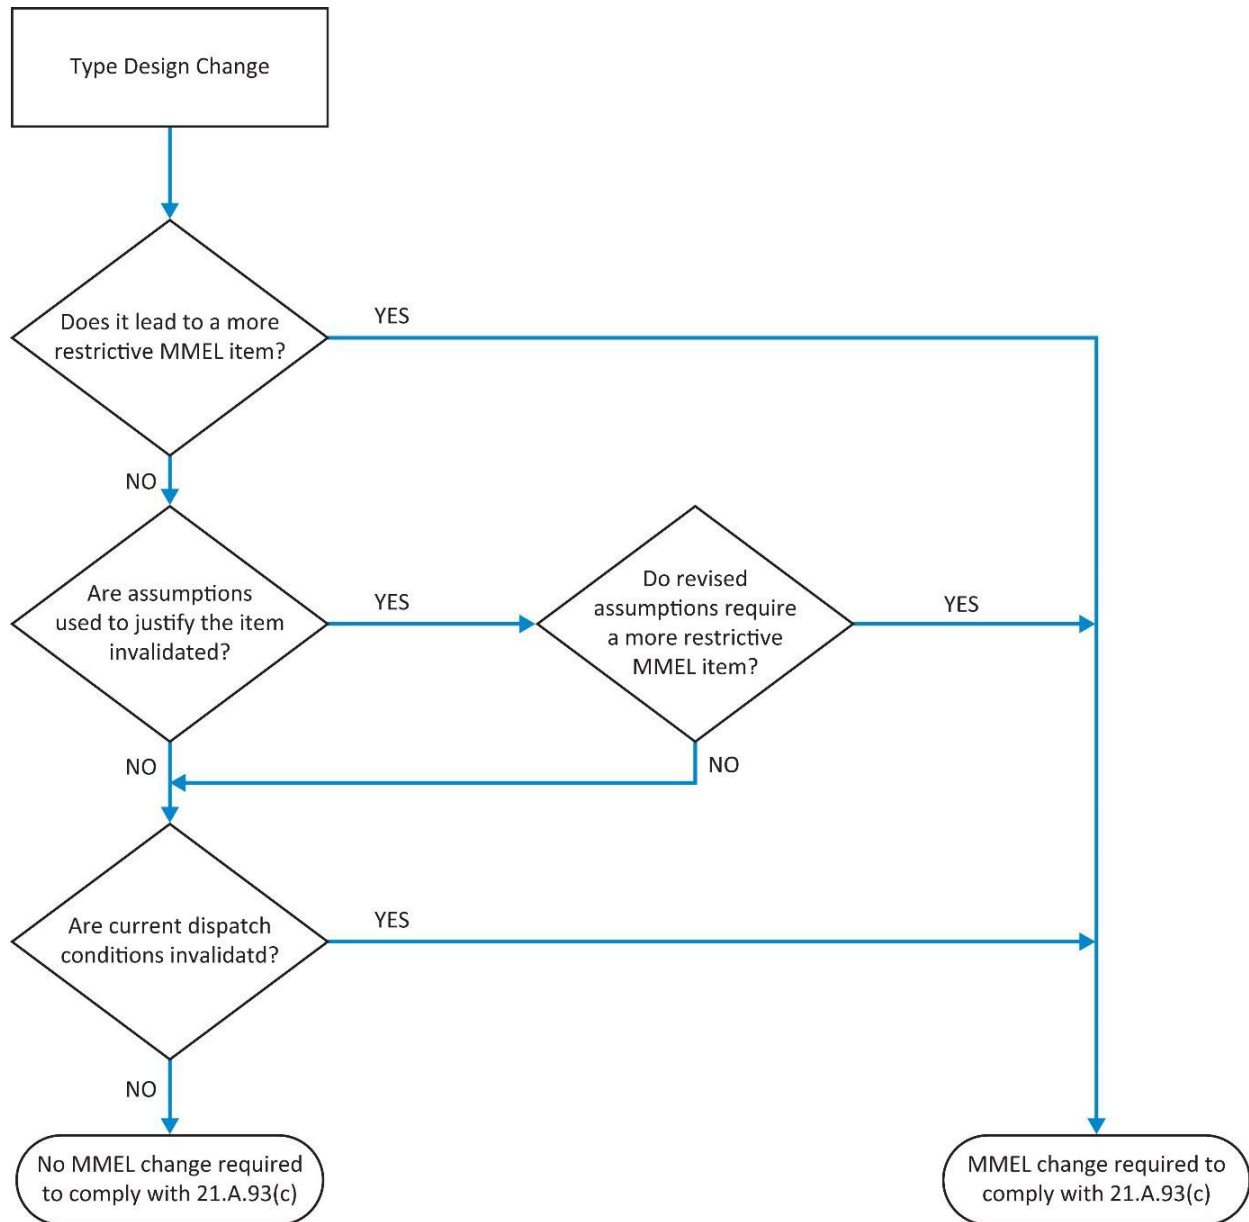 Type Design Change
Does it lead to a more
restrictive MMEL item?
YES
NO
Are assumptions
used to justify the item
invalidated?
YES
Do revised
assumptions require
a more restrictive
MMEL item?
YES
NO
NO
Are current dispatch
conditions invalidatd?
YES
NO
No MMEL change required
to comply with 21.A.93(c)
MMEL change required to
comply with 21.A.93(c)